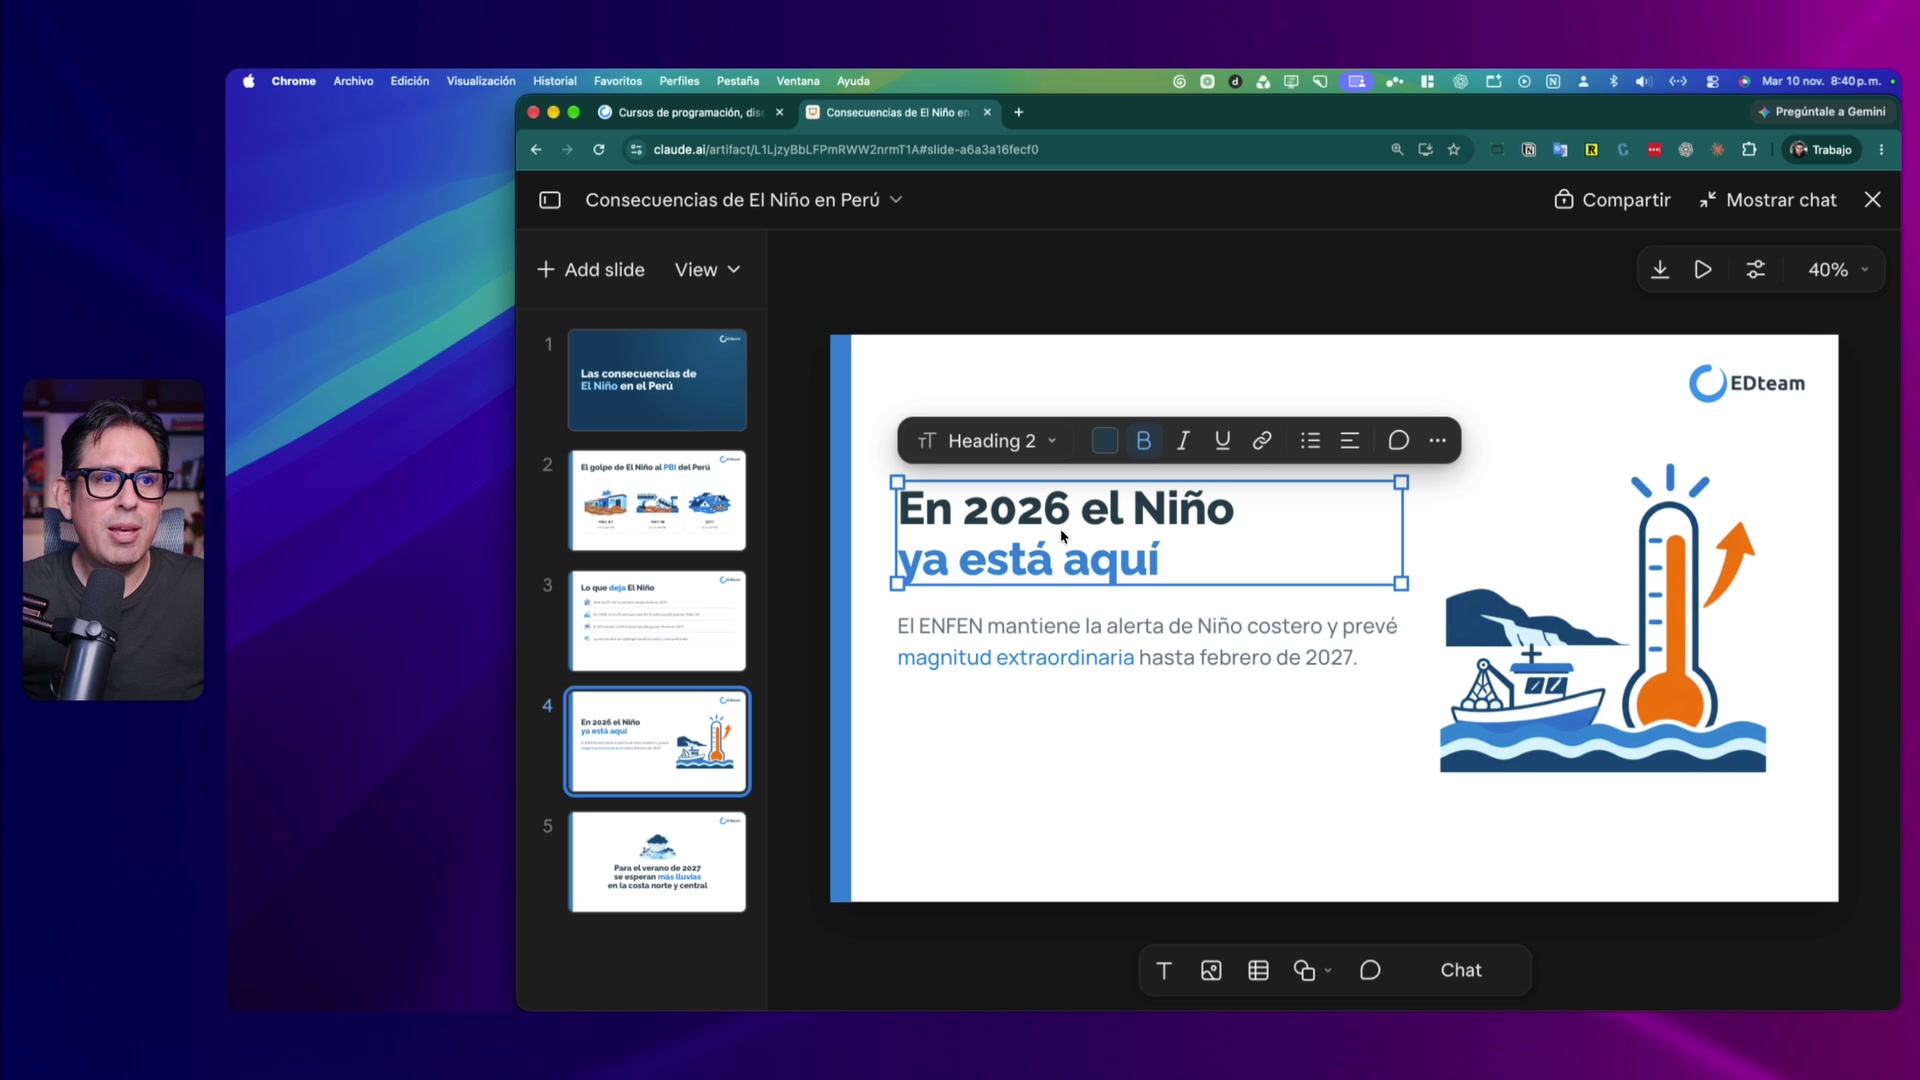 Chrome Archivo Edición Visualización Historial Favoritos Perfiles Pestaña Ventana Ayuda
Mar 10 nov. 8:40 p.m.
Cursos de programación, dis
Consecuencias de El Niño en
Pregúntale a Gemini
claude.ai/artifact/L1LjzyBbLFPmRWW2nrmT1A#slide-a6a3a16fecf0
Trabajo
Consecuencias de El Niño en Perú
Compartir
Mostrar chat
Add slide
View
40%
1
Las consecuencias de
El Niño en el Perú
2
El golpe de El Niño al PBI del Perú
3
Lo que deja El Niño
4
En 2026 el Niño
ya está aquí
5
Para el verano de 2027
se esperan más lluvias
en la costa norte y central
EDteam
Heading 2
B I U
En 2026 el Niño
ya está aquí
El ENFEN mantiene la alerta de Niño costero y prevé
magnitud extraordinaria hasta febrero de 2027.
Chat